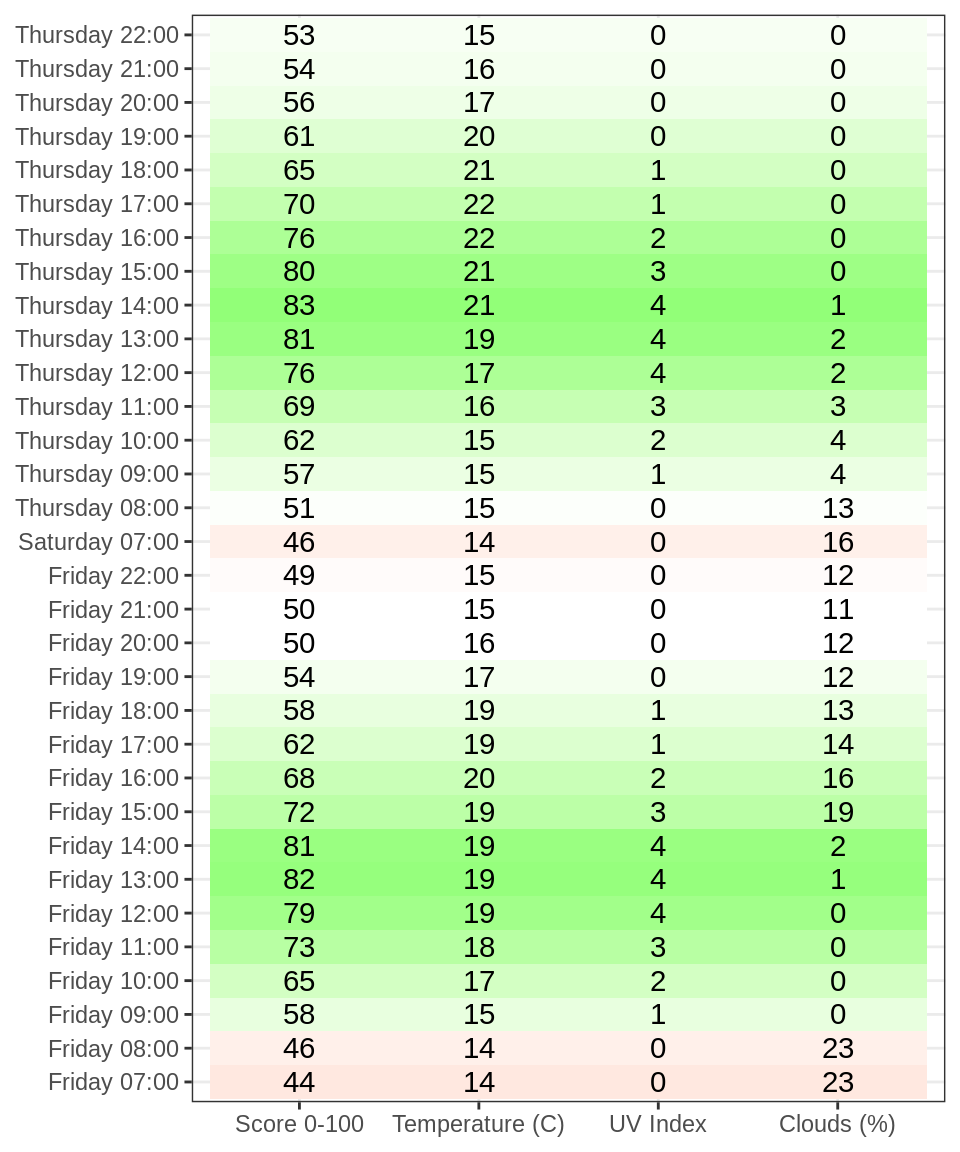 Thursday 22:00 53 15 0 0
Thursday 21:00 54 16 0 0
Thursday 20:00 56 17 0 0
Thursday 19:00 61 20 0 0
Thursday 18:00 65 21 1 0
Thursday 17:00 70 22 1 0
Thursday 16:00 76 22 2 0
Thursday 15:00 80 21 3 0
Thursday 14:00 83 21 4 1
Thursday 13:00 81 19 4 2
Thursday 12:00 76 17 4 2
Thursday 11:00 69 16 3 3
Thursday 10:00 62 15 2 4
Thursday 09:00 57 15 1 4
Thursday 08:00 51 15 0 13
Saturday 07:00 46 14 0 16
Friday 22:00 49 15 0 12
Friday 21:00 50 15 0 11
Friday 20:00 50 16 0 12
Friday 19:00 54 17 0 12
Friday 18:00 58 19 1 13
Friday 17:00 62 19 1 14
Friday 16:00 68 20 2 16
Friday 15:00 72 19 3 19
Friday 14:00 81 19 4 2
Friday 13:00 82 19 4 1
Friday 12:00 79 19 4 0
Friday 11:00 73 18 3 0
Friday 10:00 65 17 2 0
Friday 09:00 58 15 1 0
Friday 08:00 46 14 0 23
Friday 07:00 44 14 0 23
Score 0-100 Temperature (C) UV Index Clouds (%)